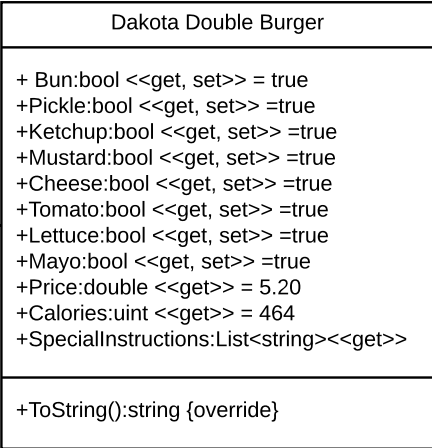 Dakota Double Burger
+ Bun:bool <<get, set>> = true
+Pickle:bool <<get, set>> =true
+Ketchup:bool <<get, set>> =true
+Mustard:bool <<get, set>> =true
+Cheese:bool <<get, set>> =true
+Tomato:bool <<get, set>> =true
+Lettuce:bool <<get, set>> =true
+Mayo:bool <<get, set>> =true
+Price:double <<get>> = 5.20
+Calories:uint <<get>> = 464
+SpecialInstructions:List<string><<get>>
+ToString():string {override}